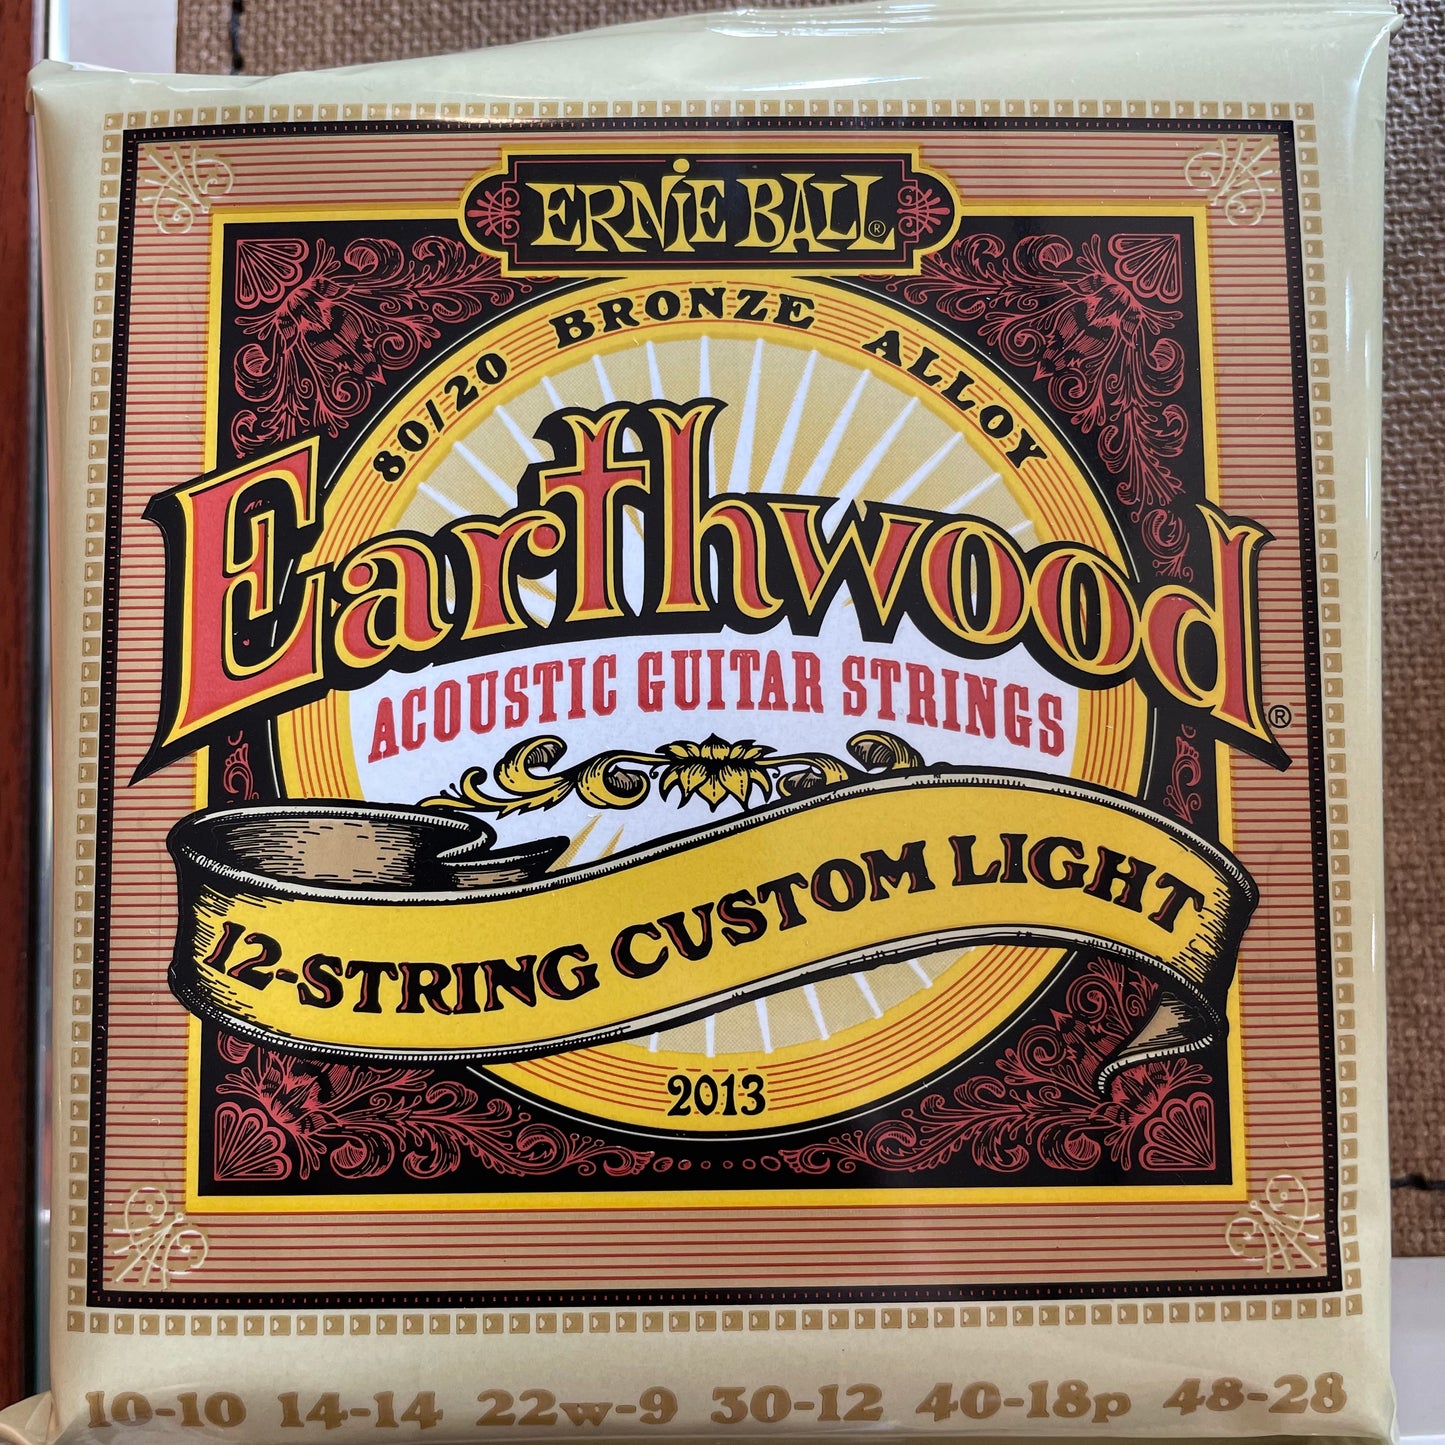 ERNIE BALL®
80/20 BRONZE ALLOY
Earthwood®
ACOUSTIC GUITAR STRINGS
12-STRING CUSTOM LIGHT
2013
10-10 14-14 22w-9 30-12 40-18p 48-28